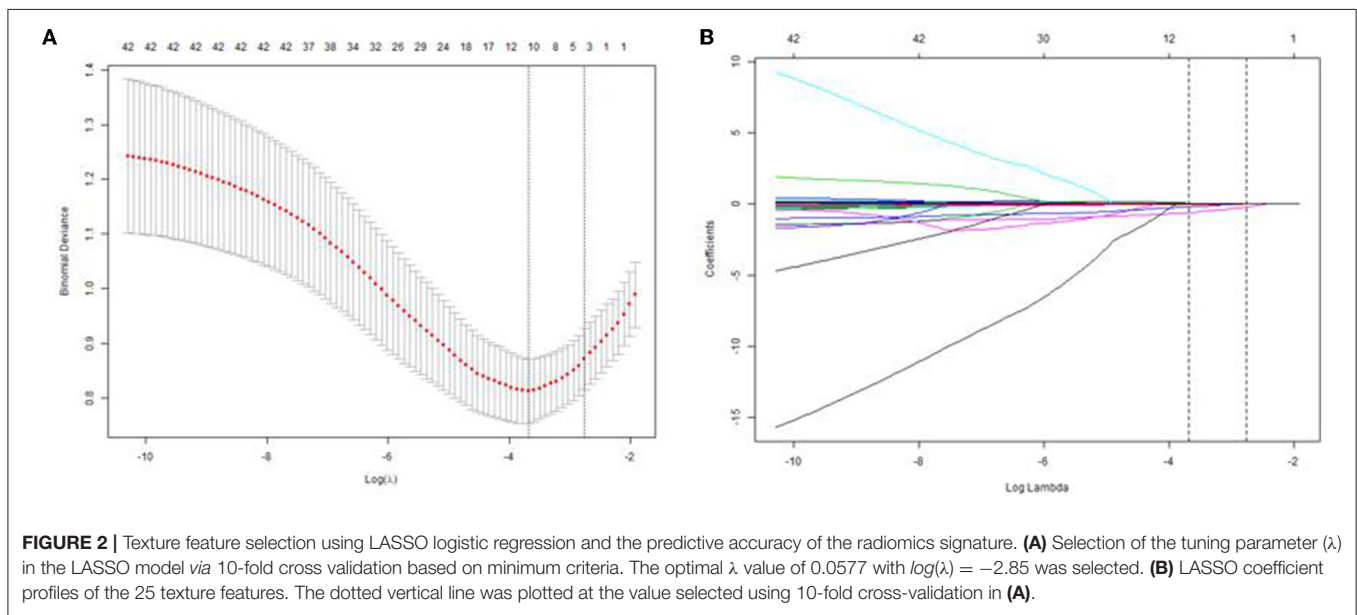 A
42 42 42 42 42 42 42 42 37 38 34 32 26 29 24 18 17 12 10 8 5 3 1 1
1.4
1.3
1.2
1.1
1.0
0.9
0.8
Binomial Deviance
-10 -8 -6 -4 -2
Log(λ)
B
42 42 30 12 1
10
5
0
-5
-10
-15
Coefficients
-10 -8 -6 -4 -2
Log Lambda
FIGURE 2 | Texture feature selection using LASSO logistic regression and the predictive accuracy of the radiomics signature. (A) Selection of the tuning parameter (λ)
in the LASSO model via 10-fold cross validation based on minimum criteria. The optimal λ value of 0.0577 with log(λ) = −2.85 was selected. (B) LASSO coefficient
profiles of the 25 texture features. The dotted vertical line was plotted at the value selected using 10-fold cross-validation in (A).